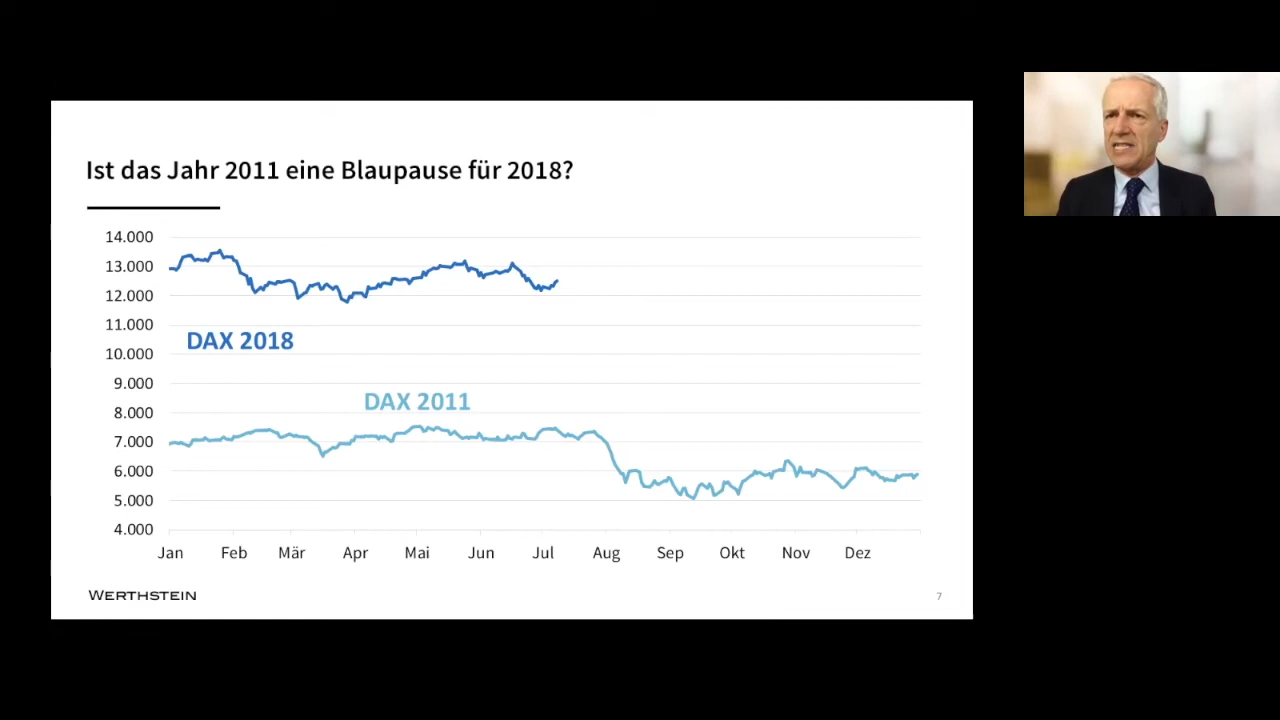 Ist das Jahr 2011 eine Blaupause für 2018?
14.000
13.000
12.000
11.000
10.000
9.000
8.000
7.000
6.000
5.000
4.000
DAX 2018
DAX 2011
Jan Feb Mär Apr Mai Jun Jul Aug Sep Okt Nov Dez
WERTHSTEIN
7